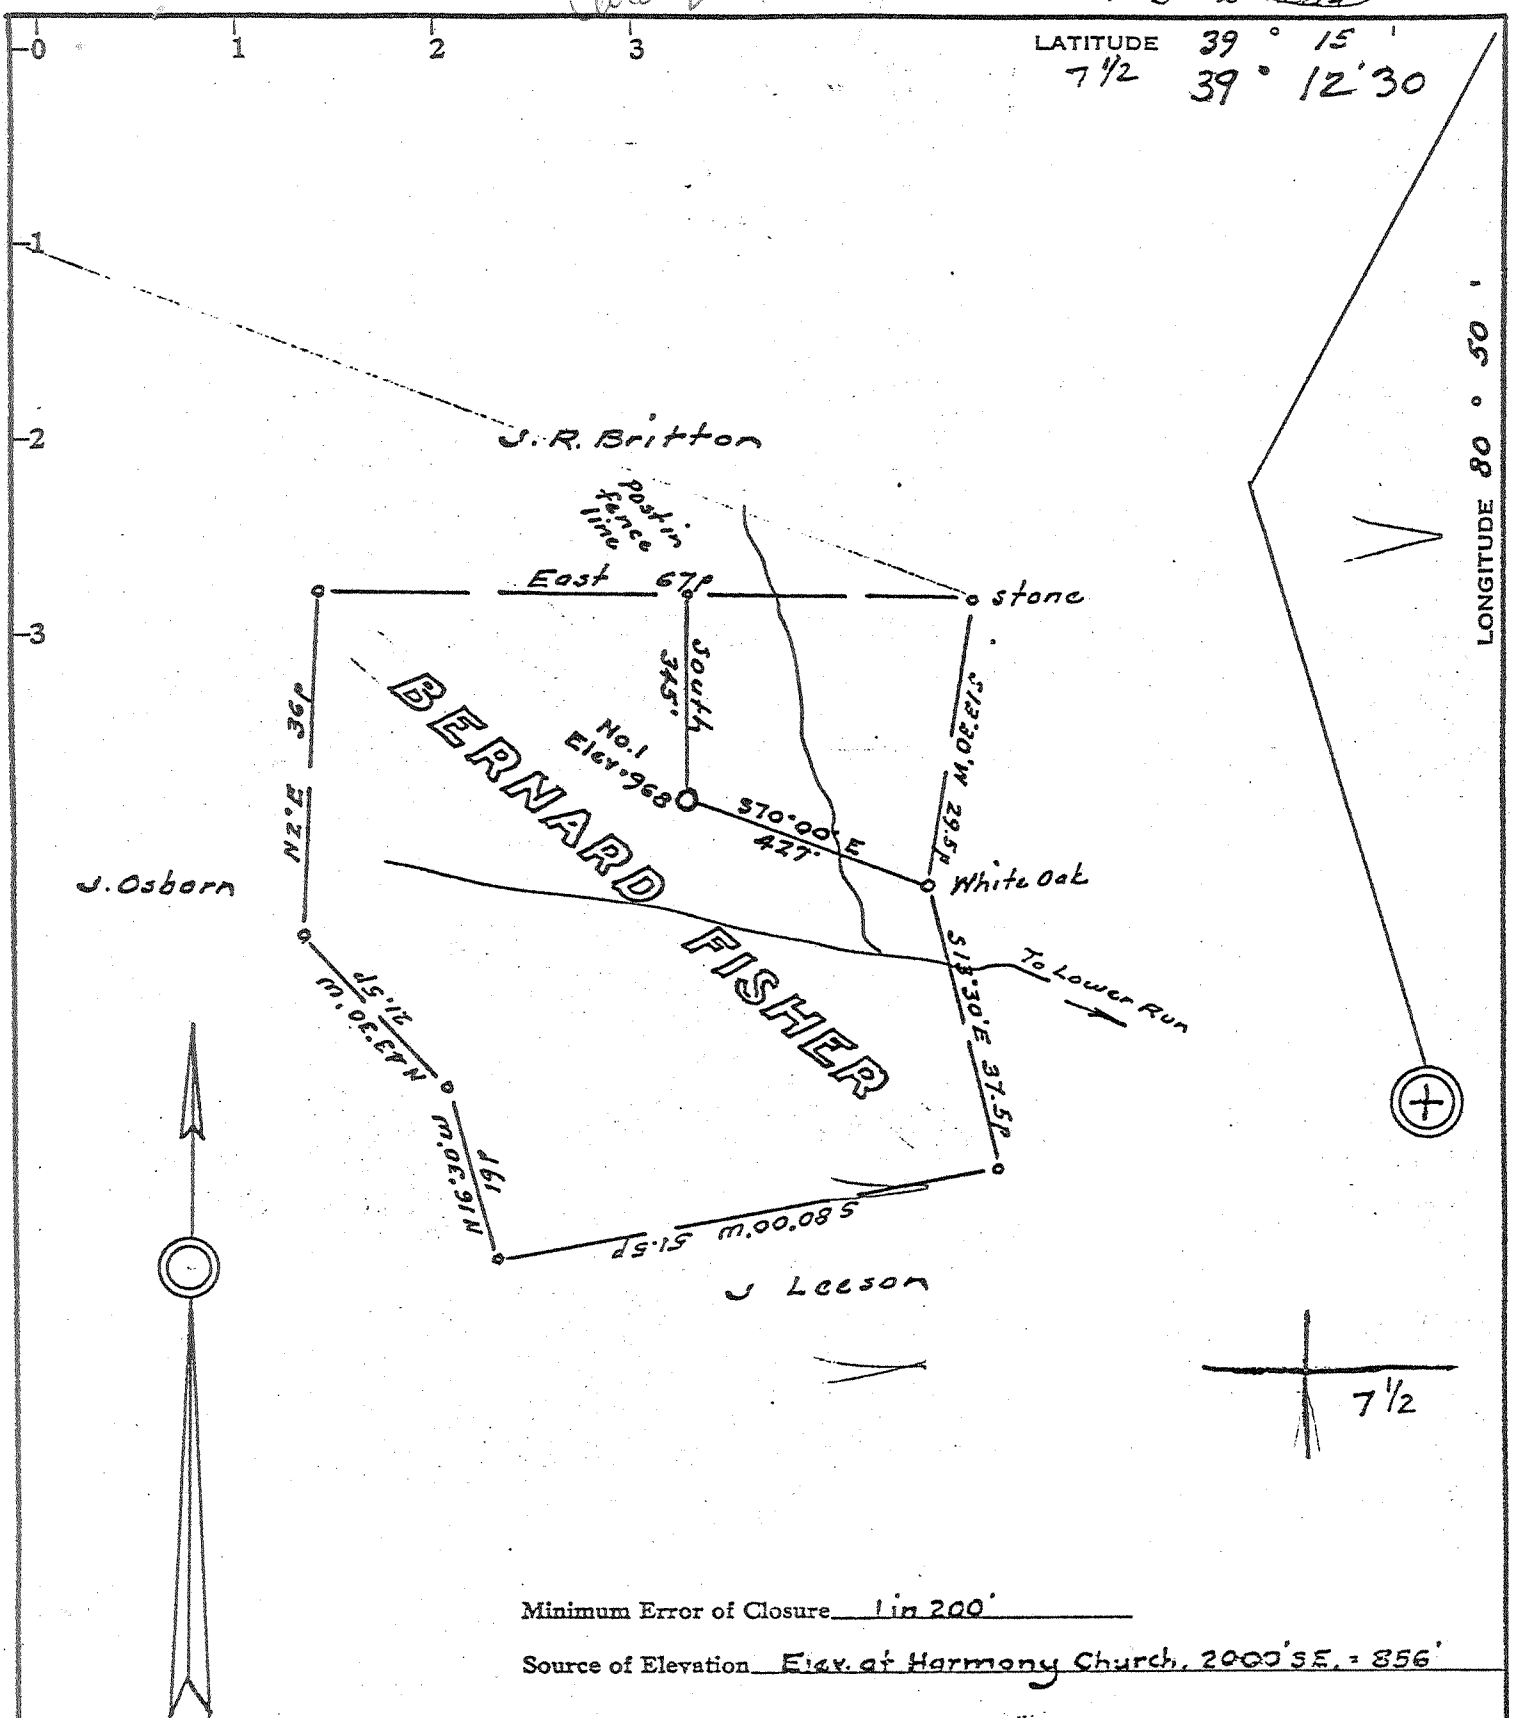 0 1 2 3
LATITUDE 39 ° 15 '
7 1/2 39 ° 12'30
1
LONGITUDE 80 ° 50 '
2
J.R. Britton
post in
fence
line
East 67P
stone
3
South
345'
S13°30'W 29.5P
N2°E 36P
No.1
Elev. 968
BERNARD FISHER
S70°00'E
427'
White Oak
J. Osborn
S13°30'E 37.5P
To Lower Run
21.5P
N43°30'W
19P
N16°30'W
S80°00'W 51.5P
J Leeson
7 1/2
Minimum Error of Closure 1 in 200'
Source of Elevation Elev. at Harmony Church, 2000' SE. = 856'